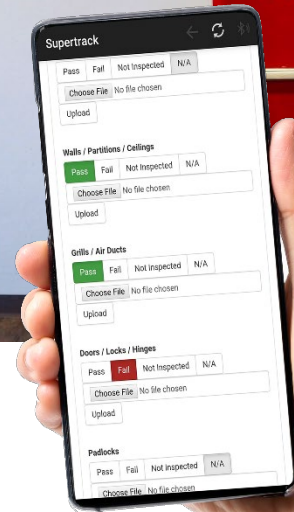 Supertrack
Pass Fail Not Inspected N/A
Choose File No file chosen
Upload
Walls / Partitions / Ceilings
Pass Fail Not Inspected N/A
Choose File No file chosen
Upload
Grills / Air Ducts
Pass Fail Not inspected N/A
Choose File No file chosen
Upload
Doors / Locks / Hinges
Pass Fail Not Inspected N/A
Choose File No file chosen
Upload
Padlocks
Pass Fail Not inspected N/A
Choose File No file chosen